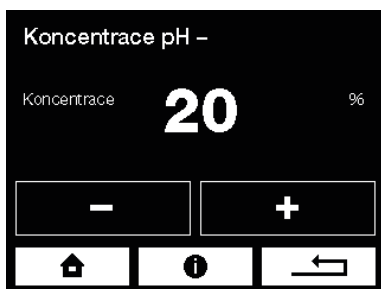 Koncentrace pH –
Koncentrace 20 %
– +